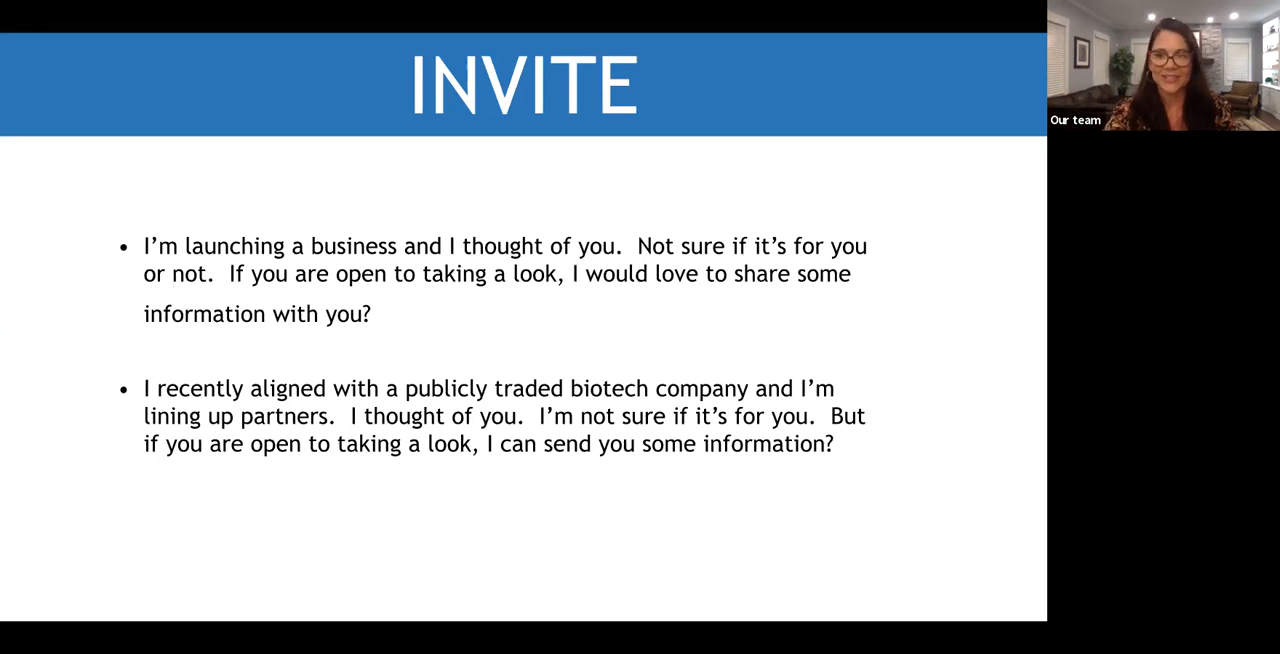 INVITE
Our team
• I’m launching a business and I thought of you.  Not sure if it’s for you
or not.  If you are open to taking a look, I would love to share some
information with you?
• I recently aligned with a publicly traded biotech company and I’m
lining up partners.  I thought of you.  I’m not sure if it’s for you.  But
if you are open to taking a look, I can send you some information?